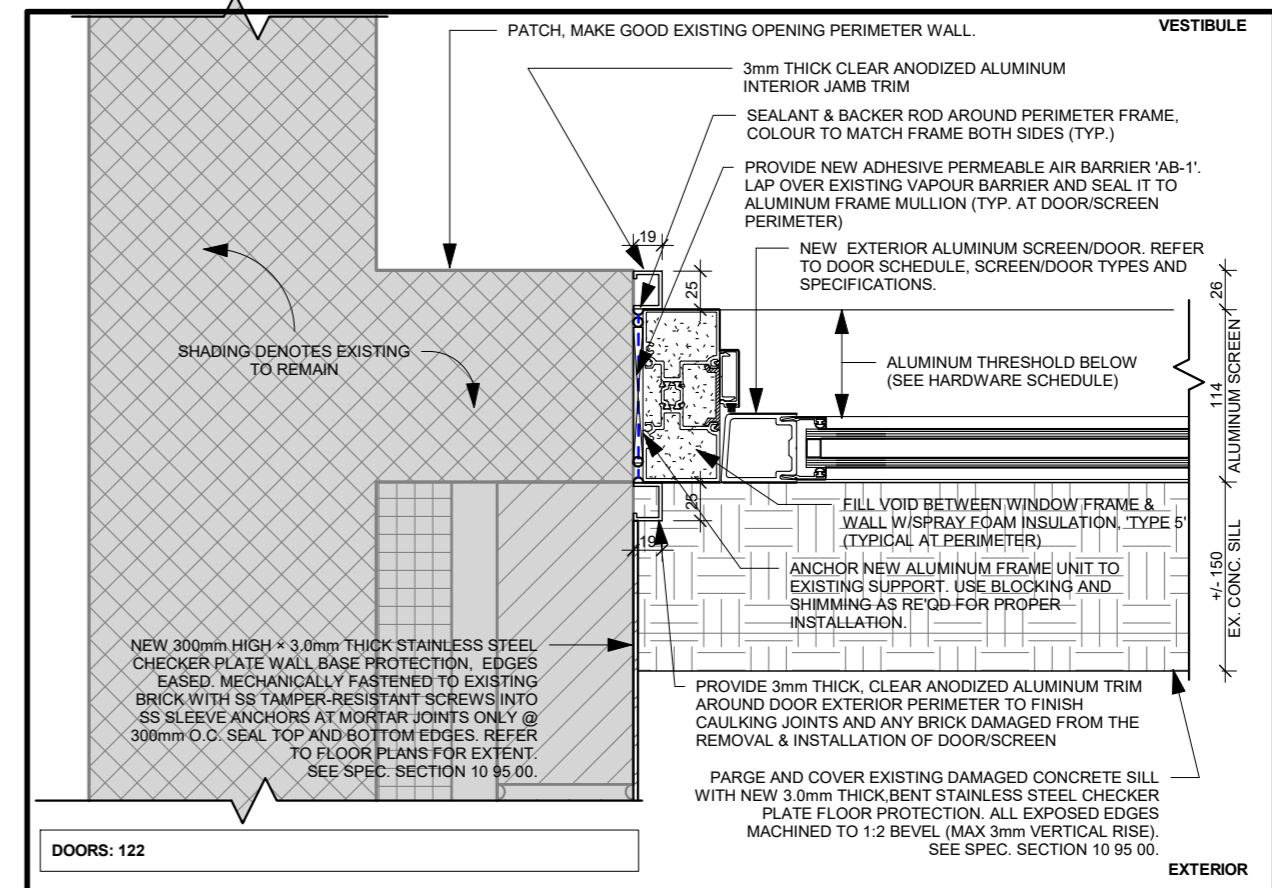 VESTIBULE
PATCH, MAKE GOOD EXISTING OPENING PERIMETER WALL.
3mm THICK CLEAR ANODIZED ALUMINUM
INTERIOR JAMB TRIM
SEALANT & BACKER ROD AROUND PERIMETER FRAME,
COLOUR TO MATCH FRAME BOTH SIDES (TYP.)
PROVIDE NEW ADHESIVE PERMEABLE AIR BARRIER 'AB-1'.
LAP OVER EXISTING VAPOUR BARRIER AND SEAL IT TO
ALUMINUM FRAME MULLION (TYP. AT DOOR/SCREEN
PERIMETER)
19
NEW EXTERIOR ALUMINUM SCREEN/DOOR. REFER
TO DOOR SCHEDULE, SCREEN/DOOR TYPES AND
SPECIFICATIONS.
25
26
SHADING DENOTES EXISTING
TO REMAIN
ALUMINUM THRESHOLD BELOW
(SEE HARDWARE SCHEDULE)
114
ALUMINUM SCREEN
25
19
FILL VOID BETWEEN WINDOW FRAME &
WALL W/SPRAY FOAM INSULATION, 'TYPE 5'
(TYPICAL AT PERIMETER)
ANCHOR NEW ALUMINUM FRAME UNIT TO
EXISTING SUPPORT. USE BLOCKING AND
SHIMMING AS RE'QD FOR PROPER
INSTALLATION.
+/- 150
EX. CONC. SILL
NEW 300mm HIGH × 3.0mm THICK STAINLESS STEEL
CHECKER PLATE WALL BASE PROTECTION, EDGES
EASED. MECHANICALLY FASTENED TO EXISTING
BRICK WITH SS TAMPER-RESISTANT SCREWS INTO
SS SLEEVE ANCHORS AT MORTAR JOINTS ONLY @
300mm O.C. SEAL TOP AND BOTTOM EDGES. REFER
TO FLOOR PLANS FOR EXTENT.
SEE SPEC. SECTION 10 95 00.
PROVIDE 3mm THICK, CLEAR ANODIZED ALUMINUM TRIM
AROUND DOOR EXTERIOR PERIMETER TO FINISH
CAULKING JOINTS AND ANY BRICK DAMAGED FROM THE
REMOVAL & INSTALLATION OF DOOR/SCREEN
PARGE AND COVER EXISTING DAMAGED CONCRETE SILL
WITH NEW 3.0mm THICK,BENT STAINLESS STEEL CHECKER
PLATE FLOOR PROTECTION. ALL EXPOSED EDGES
MACHINED TO 1:2 BEVEL (MAX 3mm VERTICAL RISE).
SEE SPEC. SECTION 10 95 00.
DOORS: 122
EXTERIOR